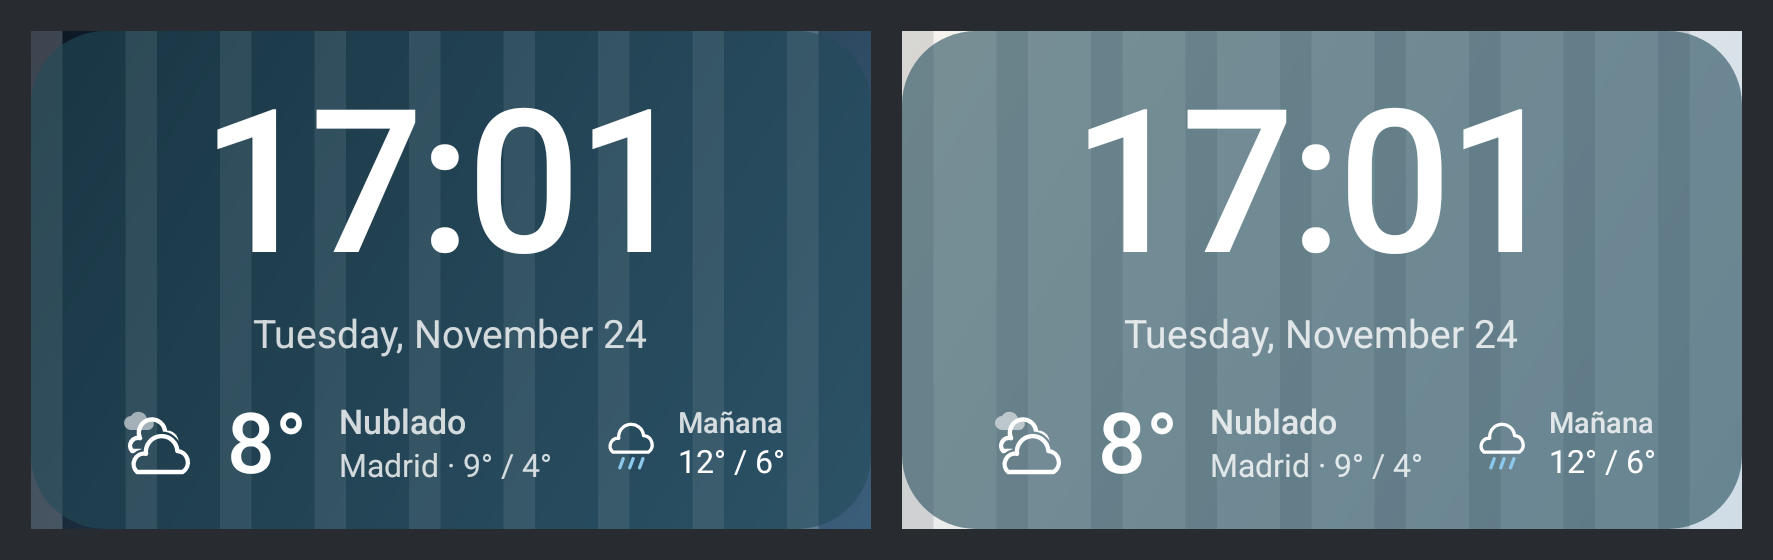 17:01
Tuesday, November 24
8°
Nublado
Madrid · 9° / 4°
Mañana
12° / 6°
17:01
Tuesday, November 24
8°
Nublado
Madrid · 9° / 4°
Mañana
12° / 6°